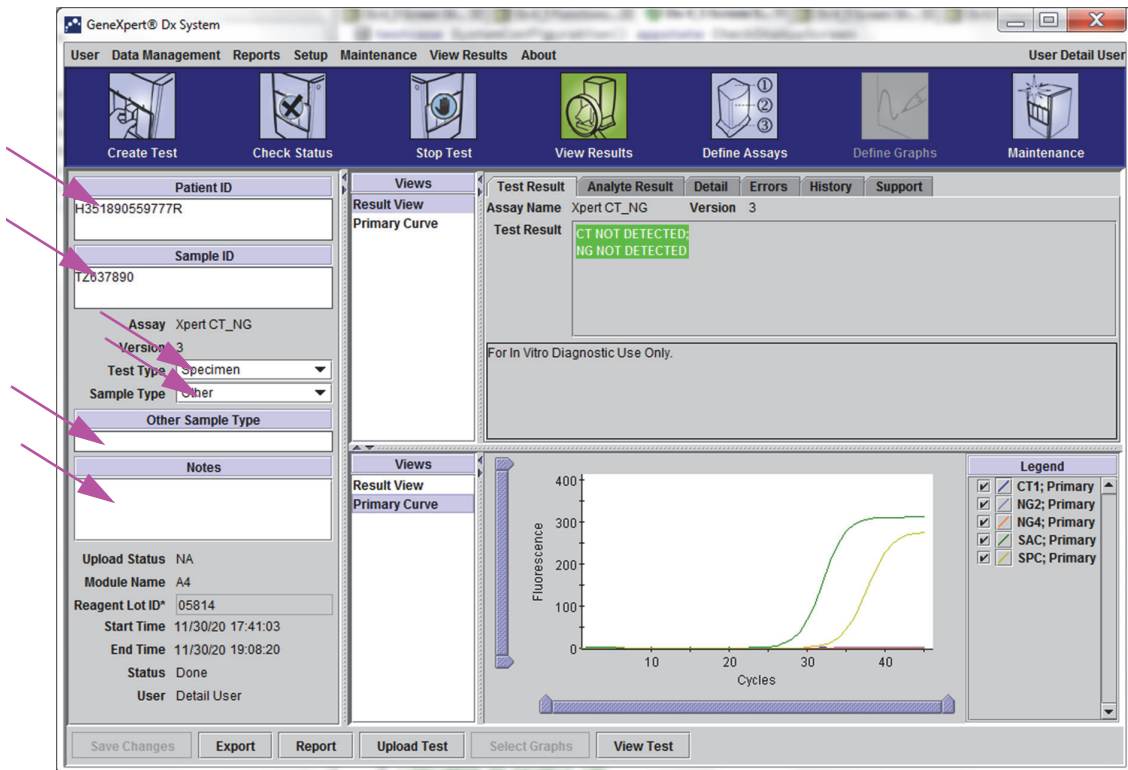 GeneXpert® Dx System
User Data Management Reports Setup Maintenance View Results About User Detail User
Create Test Check Status Stop Test View Results Define Assays Define Graphs Maintenance
Patient ID
H351890559777R
Sample ID
TZ637890
Assay Xpert CT_NG
Version 3
Test Type Specimen
Sample Type Other
Other Sample Type
Notes
Upload Status NA
Module Name A4
Reagent Lot ID* 05814
Start Time 11/30/20 17:41:03
End Time 11/30/20 19:08:20
Status Done
User Detail User
Views
Result View
Primary Curve
Test Result Analyte Result Detail Errors History Support
Assay Name Xpert CT_NG Version 3
Test Result CT NOT DETECTED;
NG NOT DETECTED
For In Vitro Diagnostic Use Only.
Views
Result View
Primary Curve
400
300
200
100
0
Fluorescence
10 20 30 40
Cycles
Legend
CT1; Primary
NG2; Primary
NG4; Primary
SAC; Primary
SPC; Primary
Save Changes Export Report Upload Test Select Graphs View Test